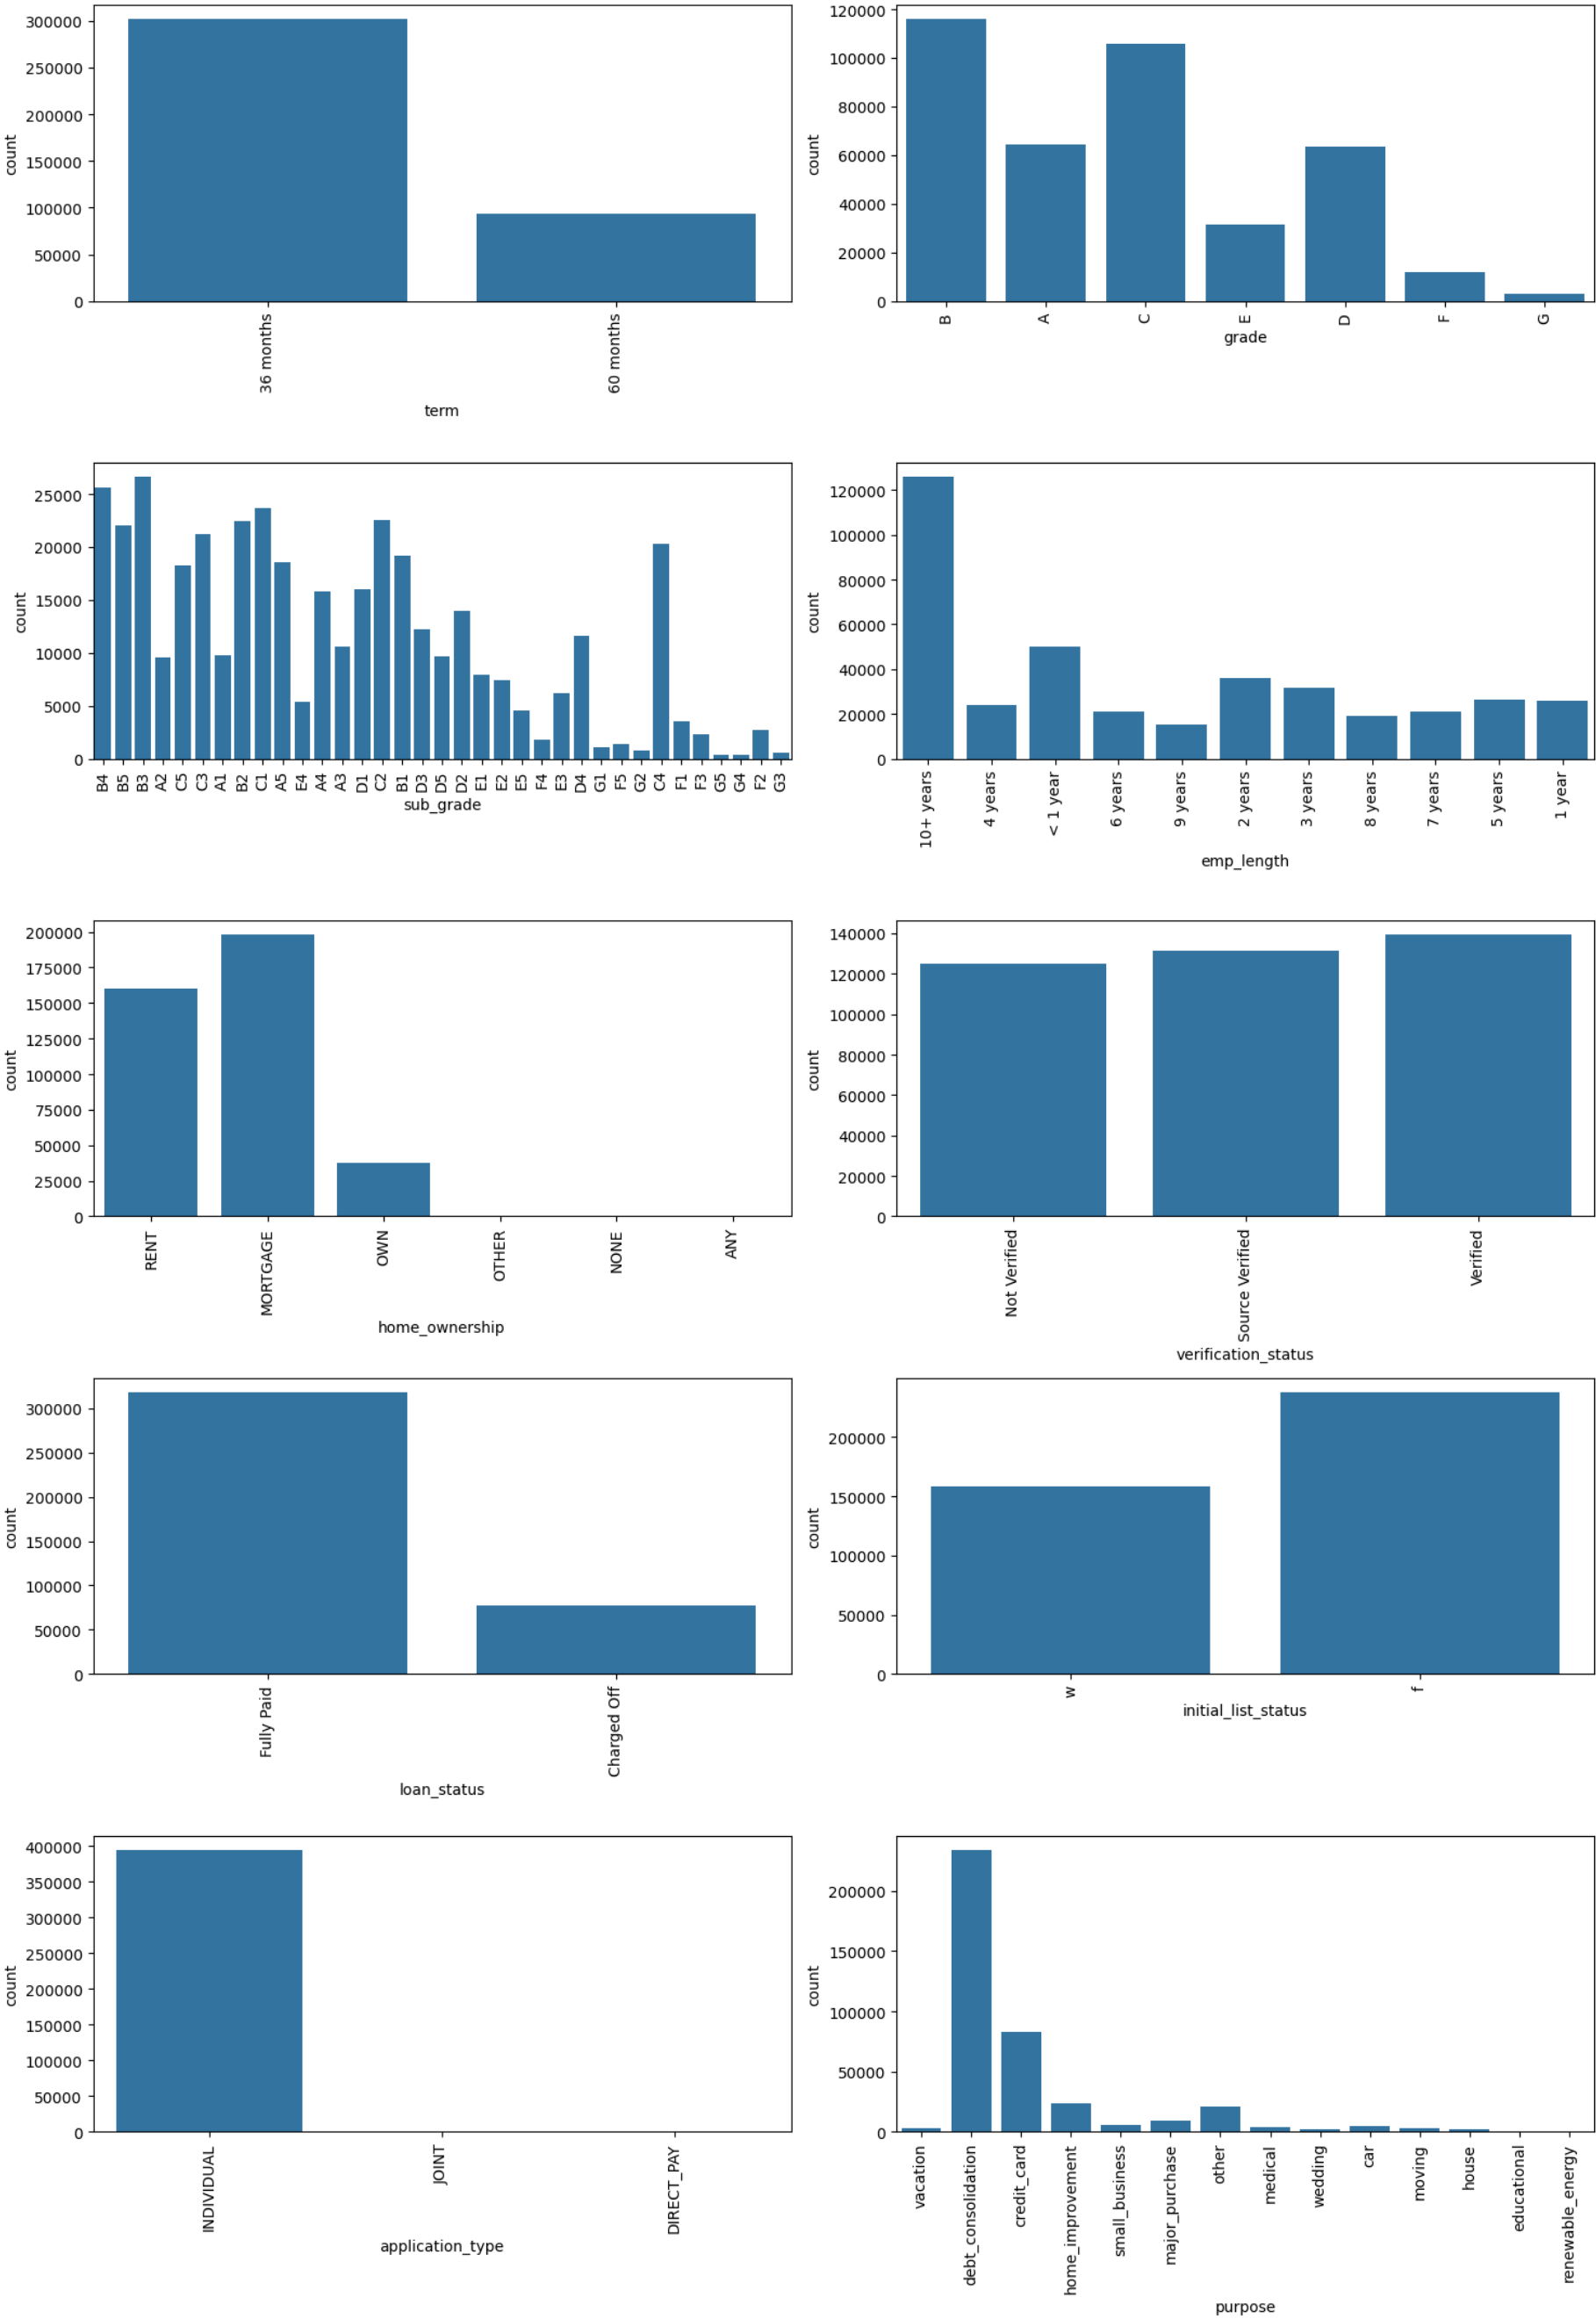 300000
250000
200000
150000
100000
50000
0
count
36 months
60 months
term
120000
100000
80000
60000
40000
20000
0
count
B
A
C
E
D
F
G
grade
25000
20000
15000
10000
5000
0
count
B4
B5
B3
A2
C5
C3
A1
B2
C1
A5
E4
A4
A3
D1
C2
B1
D3
D5
D2
E1
E2
E5
F4
E3
D4
G1
F5
G2
C4
F1
F3
G5
G4
F2
G3
sub_grade
120000
100000
80000
60000
40000
20000
0
count
10+ years
4 years
< 1 year
6 years
9 years
2 years
3 years
8 years
7 years
5 years
1 year
emp_length
200000
175000
150000
125000
100000
75000
50000
25000
0
count
RENT
MORTGAGE
OWN
OTHER
NONE
ANY
home_ownership
140000
120000
100000
80000
60000
40000
20000
0
count
Not Verified
Source Verified
Verified
verification_status
300000
250000
200000
150000
100000
50000
0
count
Fully Paid
Charged Off
loan_status
200000
150000
100000
50000
0
count
w
f
initial_list_status
400000
350000
300000
250000
200000
150000
100000
50000
0
count
INDIVIDUAL
JOINT
DIRECT_PAY
application_type
200000
150000
100000
50000
0
count
vacation
debt_consolidation
credit_card
home_improvement
small_business
major_purchase
other
medical
wedding
car
moving
house
educational
renewable_energy
purpose